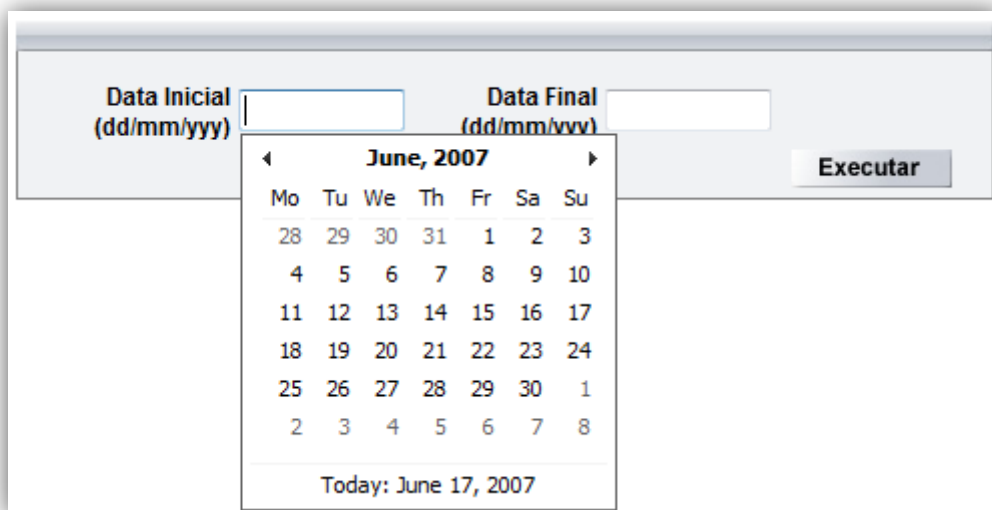 Data Inicial
(dd/mm/yyy)
Data Final
(dd/mm/yyy)
Executar
June, 2007
Mo Tu We Th Fr Sa Su
28 29 30 31 1 2 3
4 5 6 7 8 9 10
11 12 13 14 15 16 17
18 19 20 21 22 23 24
25 26 27 28 29 30 1
2 3 4 5 6 7 8
Today: June 17, 2007